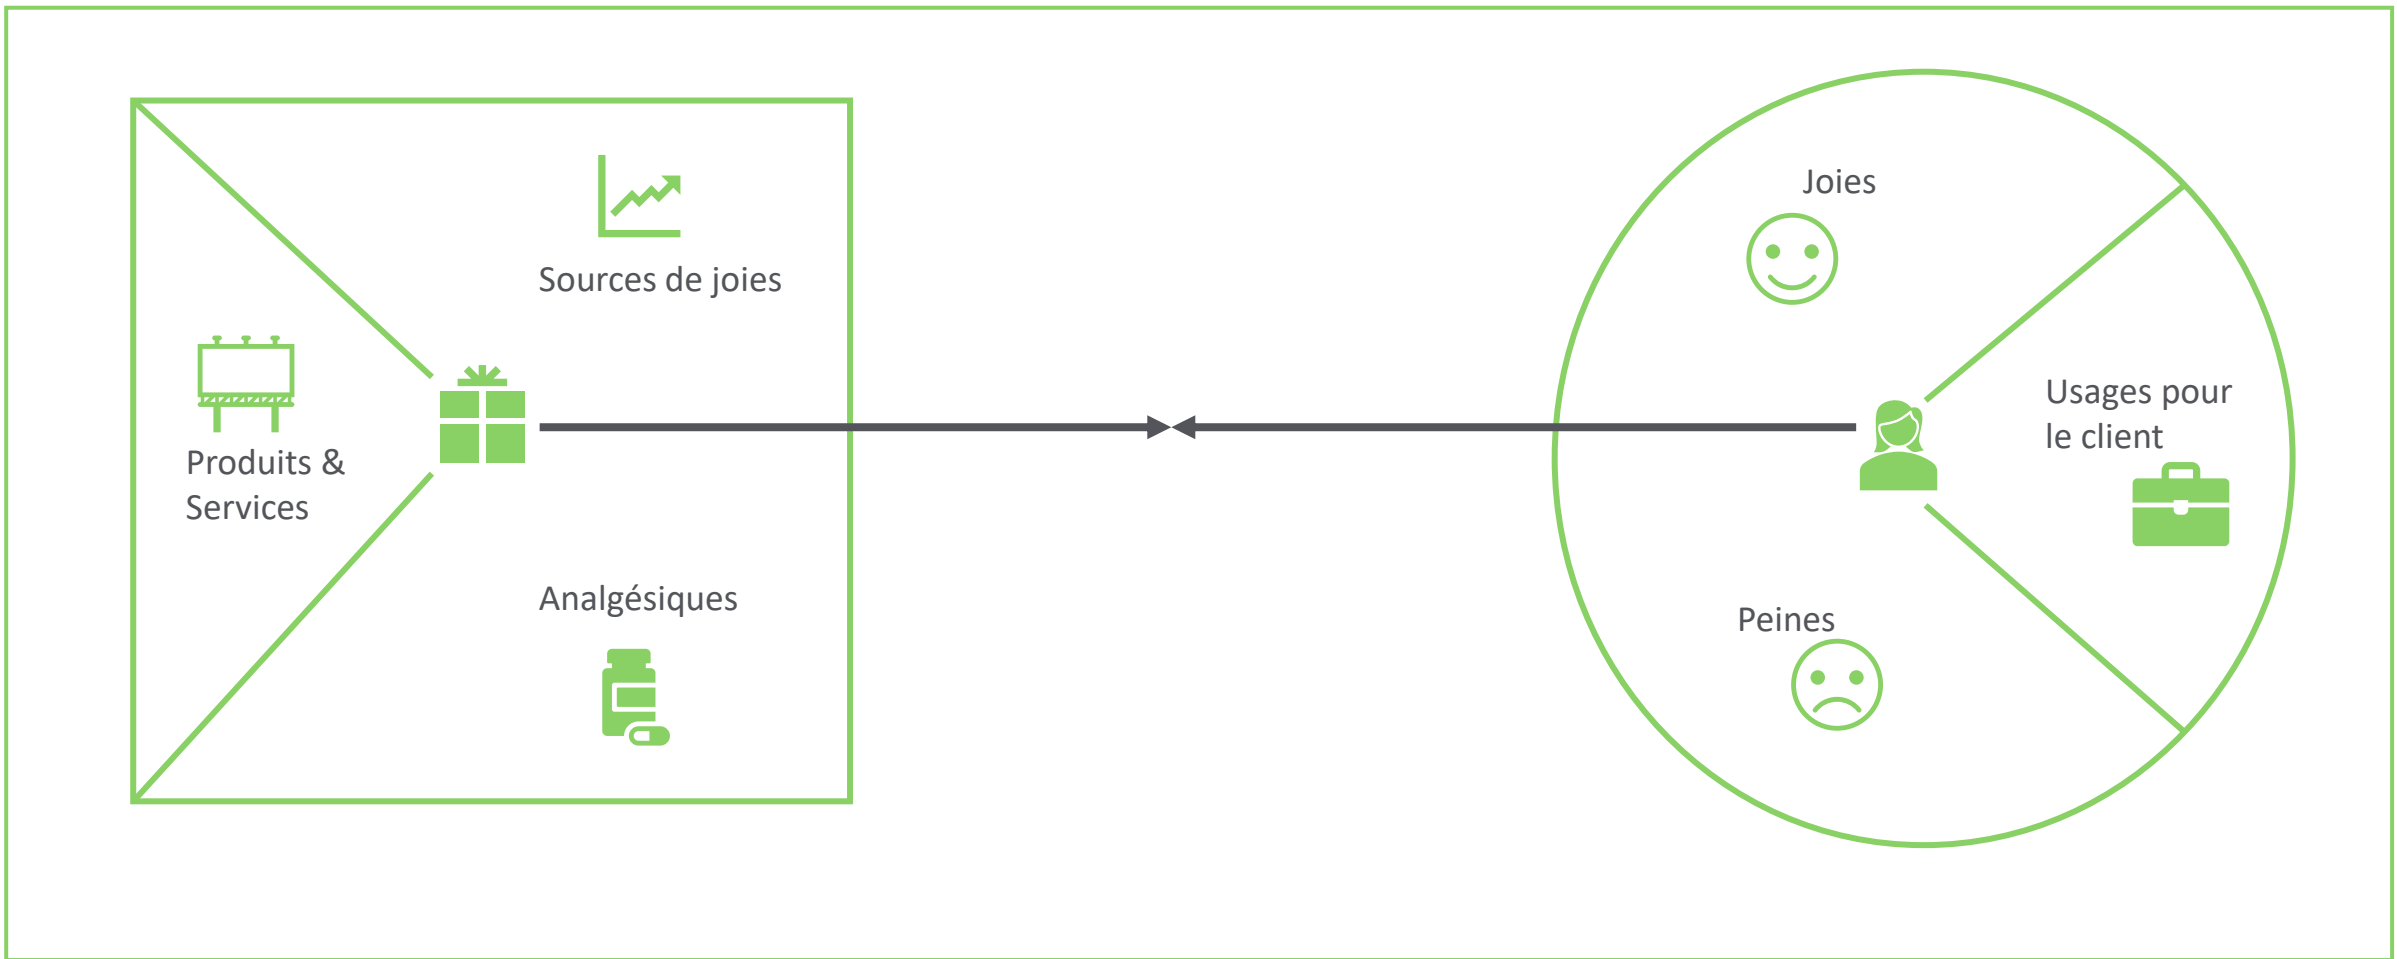 Sources de joies
Produits &
Services
Analgésiques
Joies
Usages pour
le client
Peines